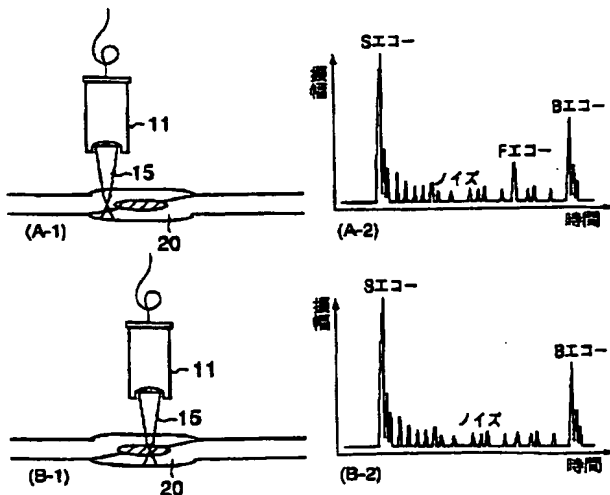 11
15
20
(A-1)
Sエコー
振幅
ノイズ
Fエコー
Bエコー
時間
(A-2)
11
15
20
(B-1)
Sエコー
振幅
ノイズ
Bエコー
時間
(B-2)